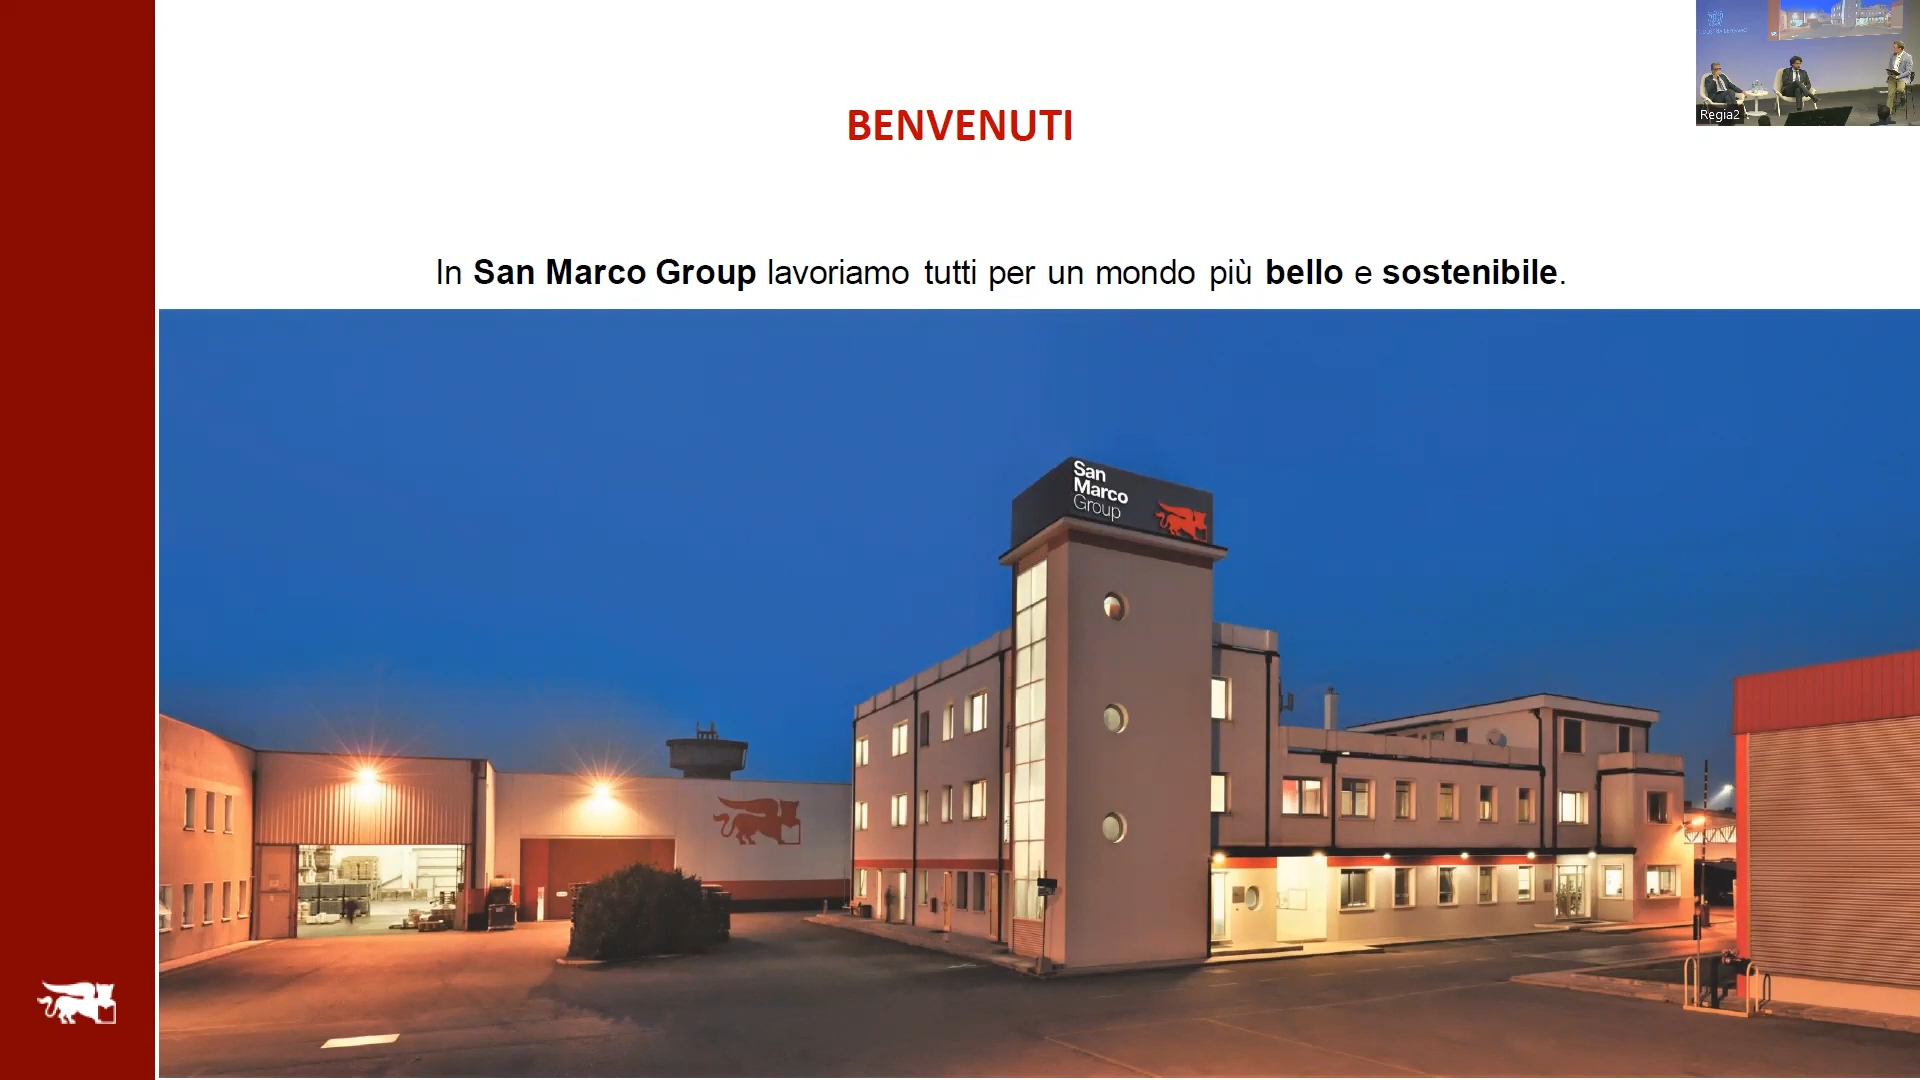 BENVENUTI
In San Marco Group lavoriamo tutti per un mondo più bello e sostenibile.
San
Marco
Group
Regia2